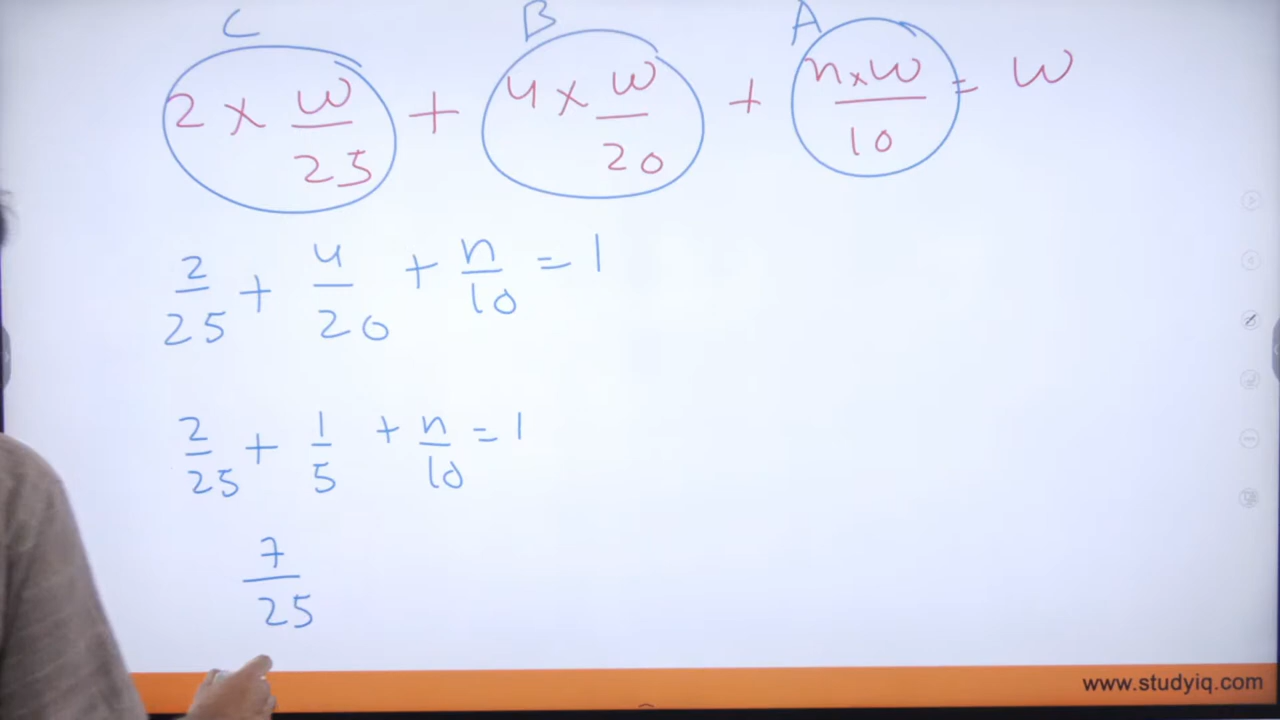 C B A
2 × w/25 + 4 × w/20 + n×w/10 = w
2/25 + 4/20 + n/10 = 1
2/25 + 1/5 + n/10 = 1
7/25
www.studyiq.com